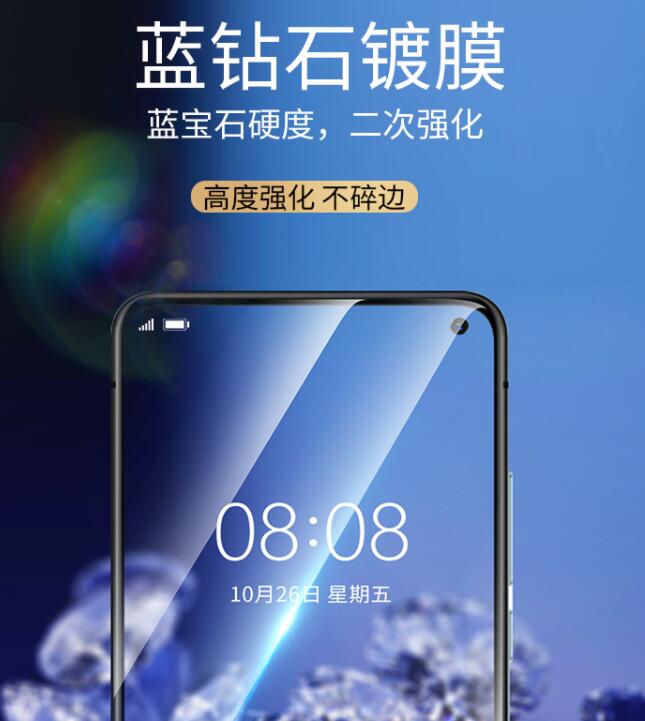 蓝钻石镀膜
蓝宝石硬度，二次强化
高度强化 不碎边
08:08
10月26日 星期五